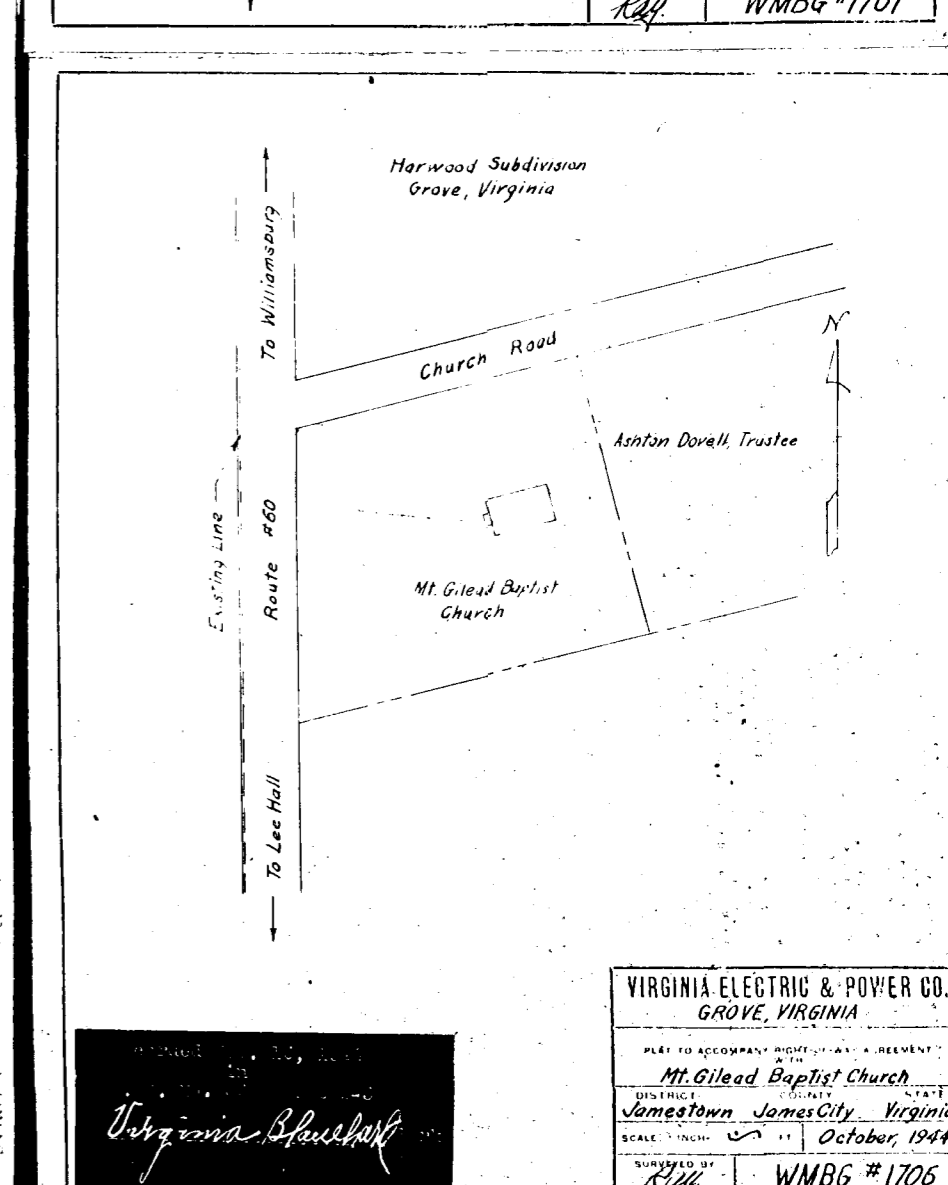 WMBG #1701
Harwood Subdivision
Grove, Virginia
To Williamsburg
Church Road
N
Ashton Dovell, Trustee
Existing Line
Route #60
Mt. Gilead Baptist
Church
To Lee Hall
VIRGINIA ELECTRIC & POWER CO.
GROVE, VIRGINIA
PLAT TO ACCOMPANY RIGHT-OF-WAY AGREEMENT
WITH
Mt. Gilead Baptist Church
DISTRICT COUNTY STATE
Jamestown James City Virginia
SCALE: INCH= FT October, 1944
SURVEYED BY
WMBG #1706
in
Virginia Blanchard